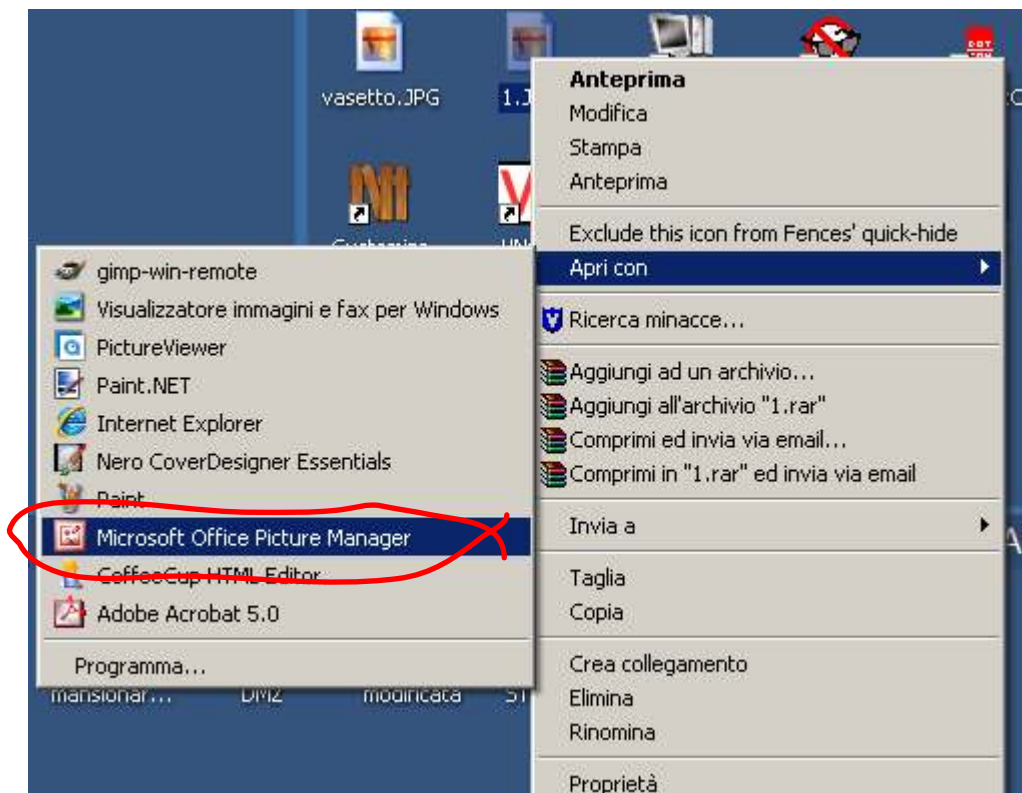 vasetto.JPG
Anteprima
Modifica
Stampa
Anteprima
Exclude this icon from Fences' quick-hide
Apri con
gimp-win-remote
Visualizzatore immagini e fax per Windows
PictureViewer
Paint.NET
Internet Explorer
Nero CoverDesigner Essentials
Paint
Microsoft Office Picture Manager
CoffeeCup HTML Editor
Adobe Acrobat 5.0
Programma...
Ricerca minacce...
Aggiungi ad un archivio...
Aggiungi all'archivio "1.rar"
Comprimi ed invia via email...
Comprimi in "1.rar" ed invia via email
Invia a
Taglia
Copia
Crea collegamento
Elimina
Rinomina
Proprietà
mansionar... DMZ modificata